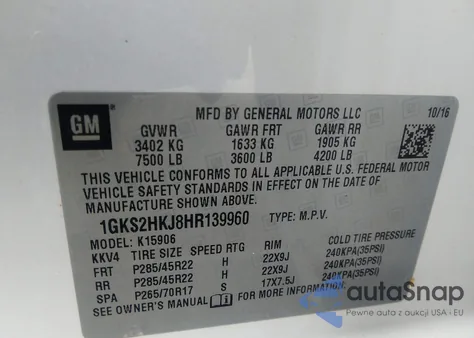 GM
MFD BY GENERAL MOTORS LLC 10/16
GVWR GAWR FRT GAWR RR
3402 KG 1633 KG 1905 KG
7500 LB 3600 LB 4200 LB
THIS VEHICLE CONFORMS TO ALL APPLICABLE U.S. FEDERAL MOTOR
VEHICLE SAFETY STANDARDS IN EFFECT ON THE DATE OF
MANUFACTURE SHOWN ABOVE.
1GKS2HKJ8HR139960 TYPE: M.P.V.
MODEL: K15906
KKV4 TIRE SIZE SPEED RTG RIM COLD TIRE PRESSURE
FRT P285/45R22 H 22X9J 240KPA(35PSI)
RR P285/45R22 H 22X9J 240KPA(35PSI)
SPA P265/70R17 S 17X7.5J 240KPA(35PSI)
SEE OWNER'S MANUAL FOR MORE INFORMATION.
autoSnap
Pewne auta z aukcji USA - EU